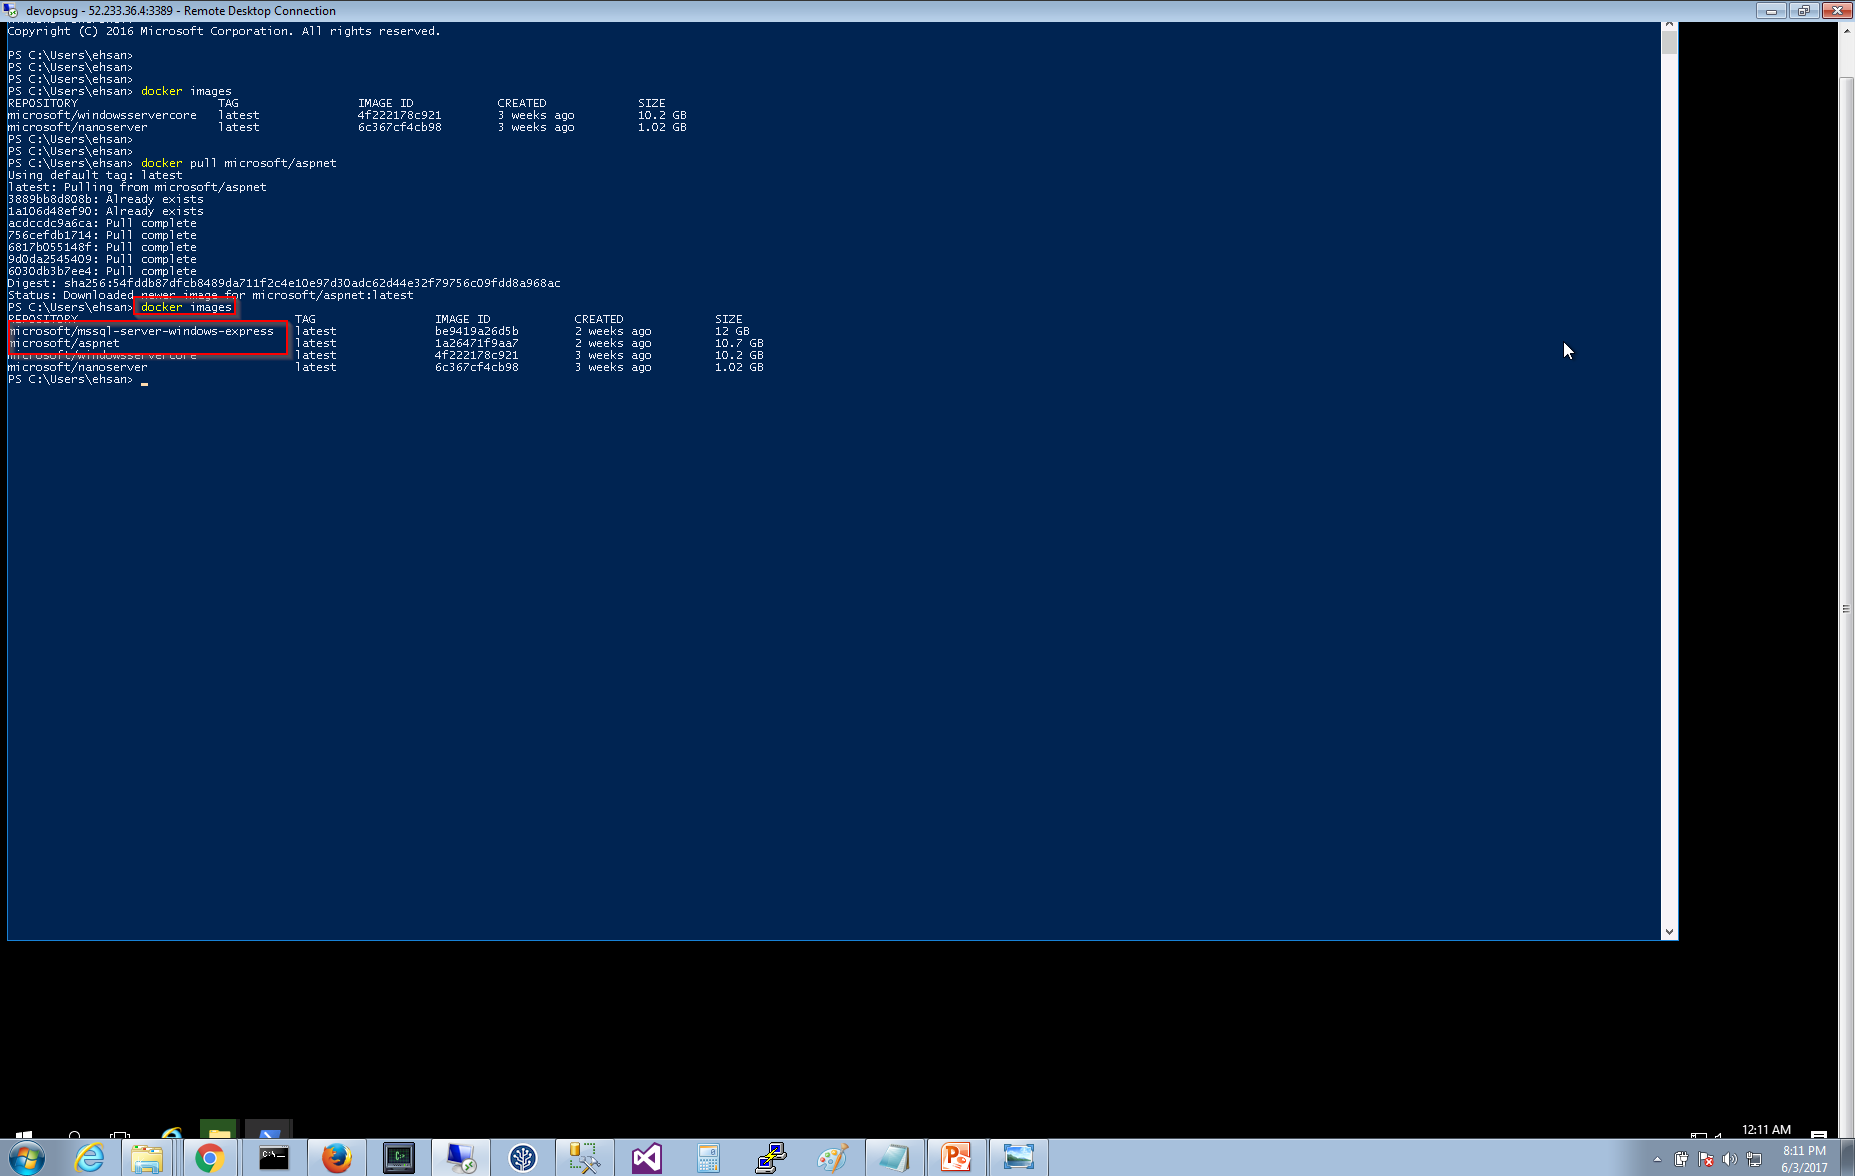 devopsug - 52.233.36.4:3389 - Remote Desktop Connection
Copyright (C) 2016 Microsoft Corporation. All rights reserved.
PS C:\Users\ehsan>
PS C:\Users\ehsan>
PS C:\Users\ehsan>
PS C:\Users\ehsan> docker images
REPOSITORY TAG IMAGE ID CREATED SIZE
microsoft/windowsservercore latest 4f222178c921 3 weeks ago 10.2 GB
microsoft/nanoserver latest 6c367cf4cb98 3 weeks ago 1.02 GB
PS C:\Users\ehsan>
PS C:\Users\ehsan>
PS C:\Users\ehsan> docker pull microsoft/aspnet
Using default tag: latest
latest: Pulling from microsoft/aspnet
3889bb8d808b: Already exists
1a106d48ef90: Already exists
acdccdc9a6ca: Pull complete
756cefdb1714: Pull complete
6817b055148f: Pull complete
9d0da2545409: Pull complete
6030db3b7ee4: Pull complete
Digest: sha256:54fddb87dfcb8489da711f2c4e10e97d30adc62d44e32f79756c09fdd8a968ac
Status: Downloaded newer image for microsoft/aspnet:latest
PS C:\Users\ehsan> docker images
REPOSITORY TAG IMAGE ID CREATED SIZE
microsoft/mssql-server-windows-express latest be9419a26d5b 2 weeks ago 12 GB
microsoft/aspnet latest 1a26471f9aa7 2 weeks ago 10.7 GB
microsoft/windowsservercore latest 4f222178c921 3 weeks ago 10.2 GB
microsoft/nanoserver latest 6c367cf4cb98 3 weeks ago 1.02 GB
PS C:\Users\ehsan>
12:11 AM
8:11 PM
6/3/2017